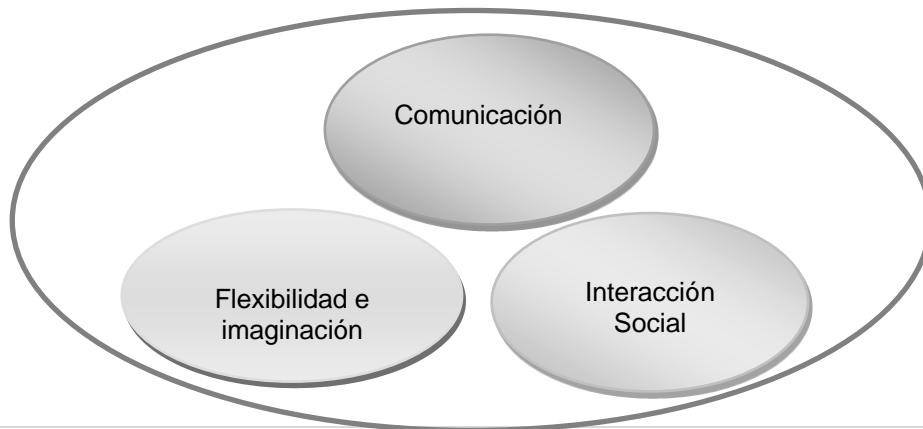 Comunicación
Flexibilidad e
imaginación
Interacción
Social